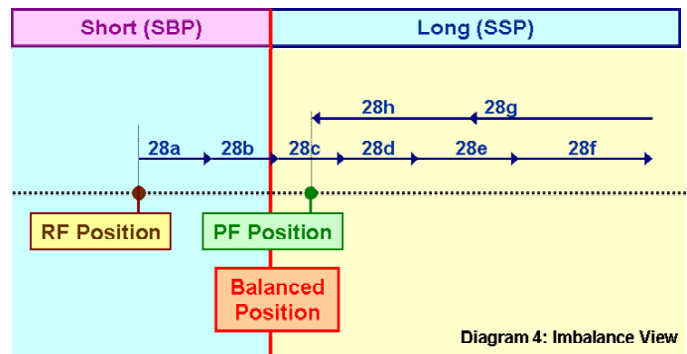 Short (SBP)
Long (SSP)
28h
28g
28a
28b
28c
28d
28e
28f
RF Position
PF Position
Balanced
Position
Diagram 4: Imbalance View